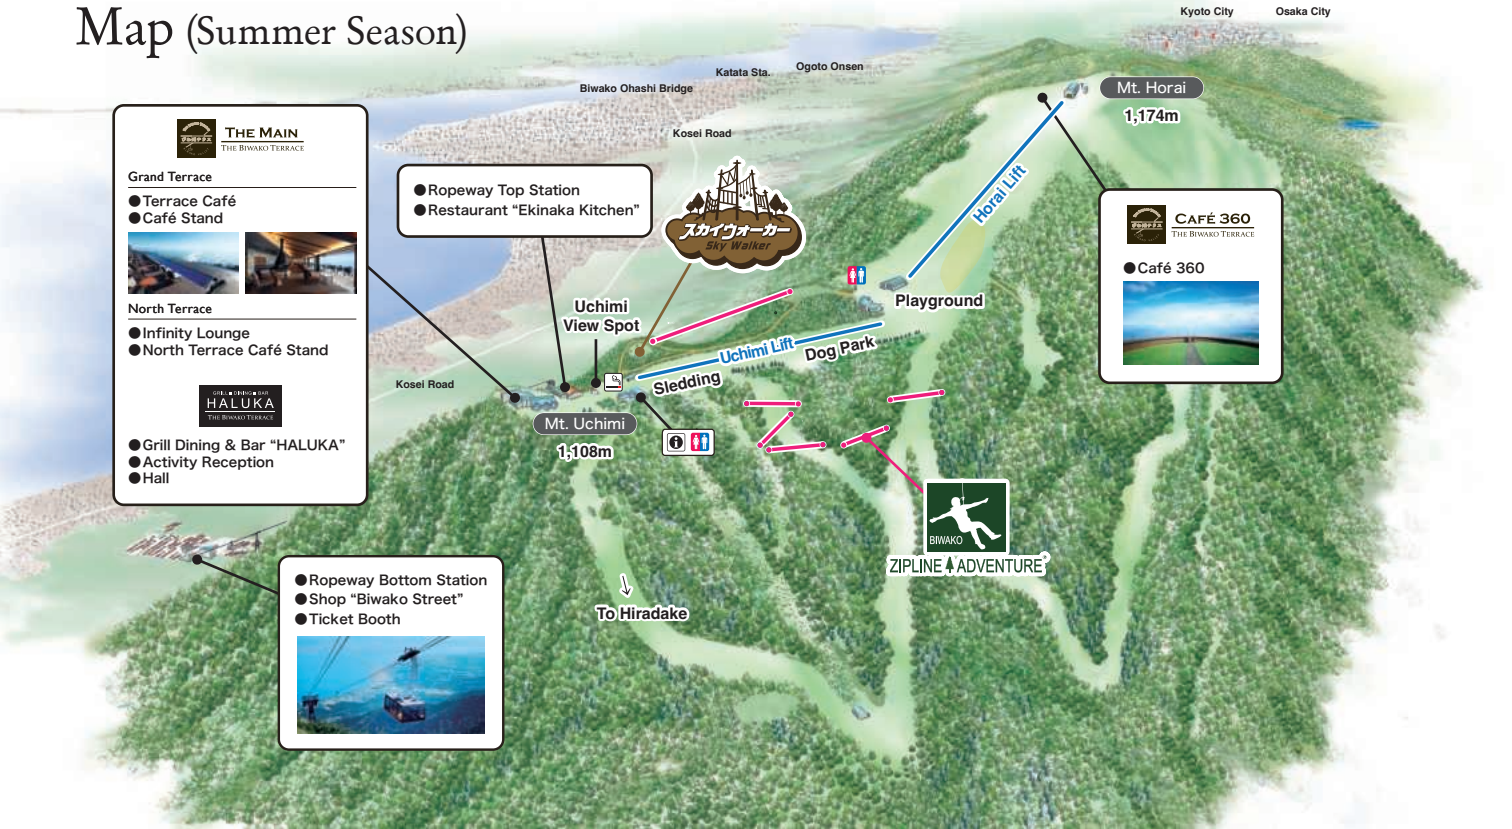 Map (Summer Season)
Kyoto City
Osaka City
Ogoto Onsen
Katata Sta.
Biwako Ohashi Bridge
Kosei Road
Mt. Horai
1,174m
THE MAIN
THE BIWAKO TERRACE
Grand Terrace
●Terrace Café
●Café Stand
North Terrace
●Infinity Lounge
●North Terrace Café Stand
GRILL■DINING■BAR
HALUKA
THE BIWAKO TERRACE
●Grill Dining & Bar “HALUKA”
●Activity Reception
●Hall
●Ropeway Top Station
●Restaurant “Ekinaka Kitchen”
スカイウォーカー
Sky Walker
Horai Lift
CAFÉ 360
THE BIWAKO TERRACE
●Café 360
Playground
Uchimi
View Spot
Uchimi Lift
Dog Park
Sledding
Kosei Road
Mt. Uchimi
1,108m
BIWAKO
ZIPLINE ADVENTURE
●Ropeway Bottom Station
●Shop “Biwako Street”
●Ticket Booth
To Hiradake